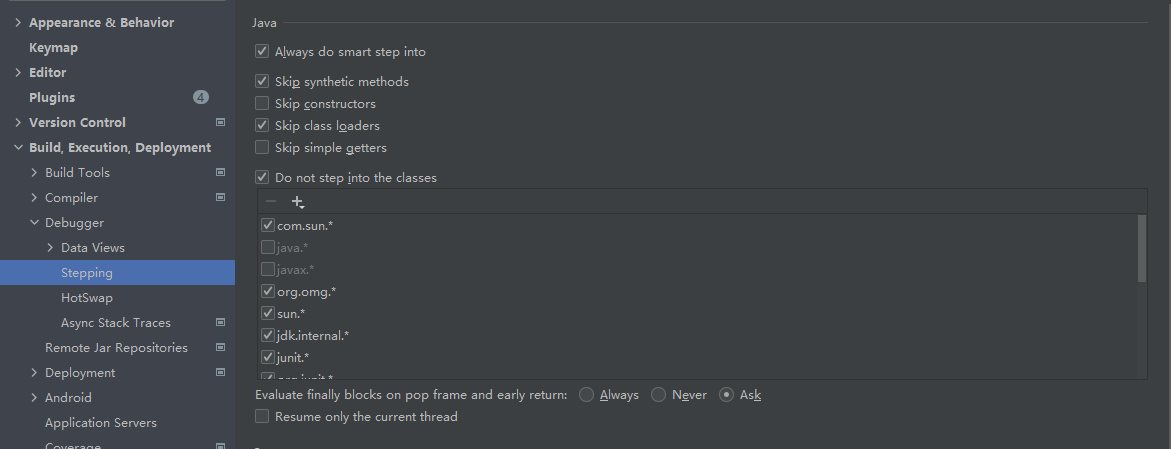 Appearance & Behavior
Keymap
Editor
Plugins 4
Version Control
Build, Execution, Deployment
Build Tools
Compiler
Debugger
Data Views
Stepping
HotSwap
Async Stack Traces
Remote Jar Repositories
Deployment
Android
Application Servers
Coverage
Java
Always do smart step into
Skip synthetic methods
Skip constructors
Skip class loaders
Skip simple getters
Do not step into the classes
com.sun.*
java.*
javax.*
org.omg.*
sun.*
jdk.internal.*
junit.*
org.junit.*
Evaluate finally blocks on pop frame and early return: Always Never Ask
Resume only the current thread